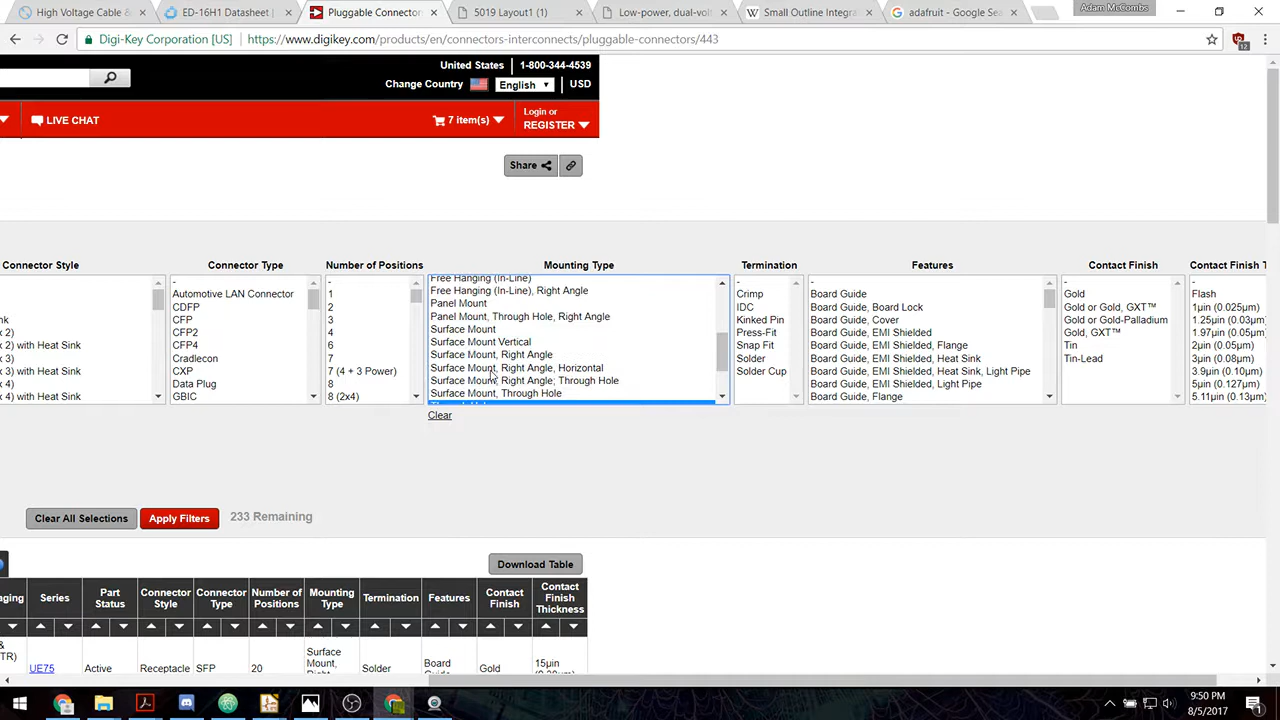 High Voltage Cable &
ED-16H1 Datasheet |
Pluggable Connector
5019 Layout1 (1)
Low-power, dual-volt
Small Outline Integra
adafruit - Google Sea
Adam McCombs
Digi-Key Corporation [US]
https://www.digikey.com/products/en/connectors-interconnects/pluggable-connectors/443
12
United States
1-800-344-4539
Change Country
English
USD
LIVE CHAT
7 item(s)
Login or
REGISTER
Share
Connector Style
Connector Type
Number of Positions
Mounting Type
Termination
Features
Contact Finish
Contact Finish T
nk
x 2)
x 2) with Heat Sink
x 3)
x 3) with Heat Sink
x 4)
x 4) with Heat Sink
-
Automotive LAN Connector
CDFP
CFP
CFP2
CFP4
Cradlecon
CXP
Data Plug
GBIC
-
1
2
3
4
6
7
7 (4 + 3 Power)
8
8 (2x4)
Free Hanging (In-Line)
Free Hanging (In-Line), Right Angle
Panel Mount
Panel Mount, Through Hole, Right Angle
Surface Mount
Surface Mount Vertical
Surface Mount, Right Angle
Surface Mount, Right Angle, Horizontal
Surface Mount, Right Angle; Through Hole
Surface Mount, Through Hole
-
Crimp
IDC
Kinked Pin
Press-Fit
Snap Fit
Solder
Solder Cup
-
Board Guide
Board Guide, Board Lock
Board Guide, Cover
Board Guide, EMI Shielded
Board Guide, EMI Shielded, Flange
Board Guide, EMI Shielded, Heat Sink
Board Guide, EMI Shielded, Heat Sink, Light Pipe
Board Guide, EMI Shielded, Light Pipe
Board Guide, Flange
-
Gold
Gold or Gold, GXT™
Gold or Gold-Palladium
Gold, GXT™
Tin
Tin-Lead
-
Flash
1µin (0.025µm)
1.25µin (0.03µm)
1.97µin (0.05µm)
2µin (0.05µm)
3µin (0.08µm)
3.9µin (0.10µm)
5µin (0.127µm)
5.11µin (0.13µm)
Clear
Clear All Selections
Apply Filters
233 Remaining
Download Table
aging
Series
Part
Status
Connector
Style
Connector
Type
Number of
Positions
Mounting
Type
Termination
Features
Contact
Finish
Contact
Finish
Thickness
&
TR)
UE75
Active
Receptacle
SFP
20
Surface
Mount,
Right
Solder
Board
Guide
Gold
15µin
9:50 PM
8/5/2017
1